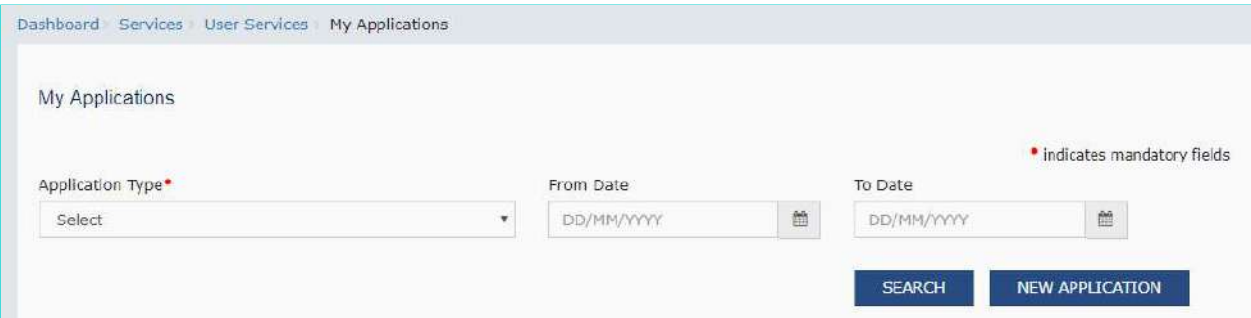 Dashboard Services User Services My Applications
My Applications
• indicates mandatory fields
Application Type• From Date To Date
Select DD/MM/YYYY DD/MM/YYYY
SEARCH NEW APPLICATION